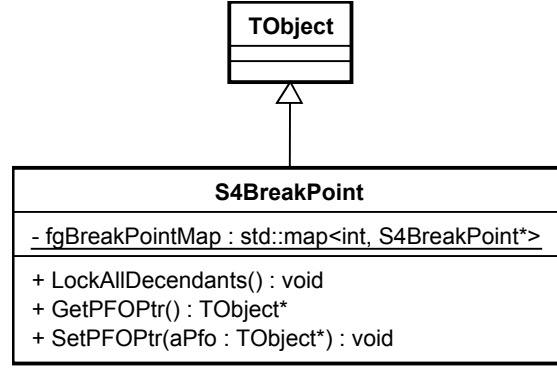 TObject
S4BreakPoint
- fgBreakPointMap : std::map<int, S4BreakPoint*>
+ LockAllDecendants() : void
+ GetPFOPtr() : TObject*
+ SetPFOPtr(aPfo : TObject*) : void